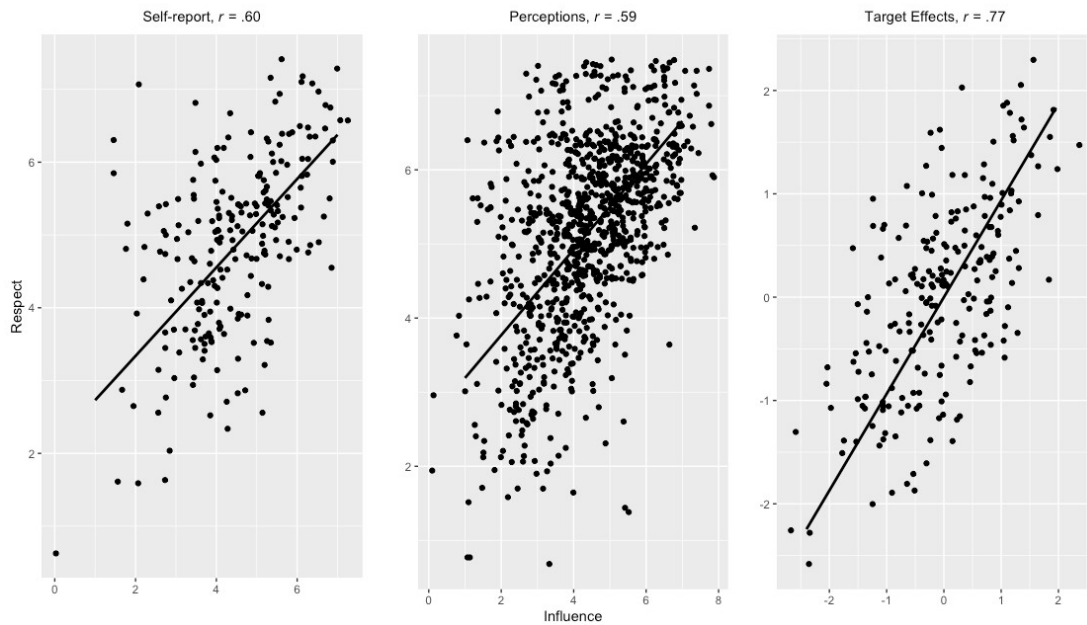 Self-report, r = .60
Perceptions, r = .59
Target Effects, r = .77
Respect
6
4
2
0 2 4 6
6
4
2
0 2 4 6 8
2
1
0
-1
-2
-2 -1 0 1 2
Influence